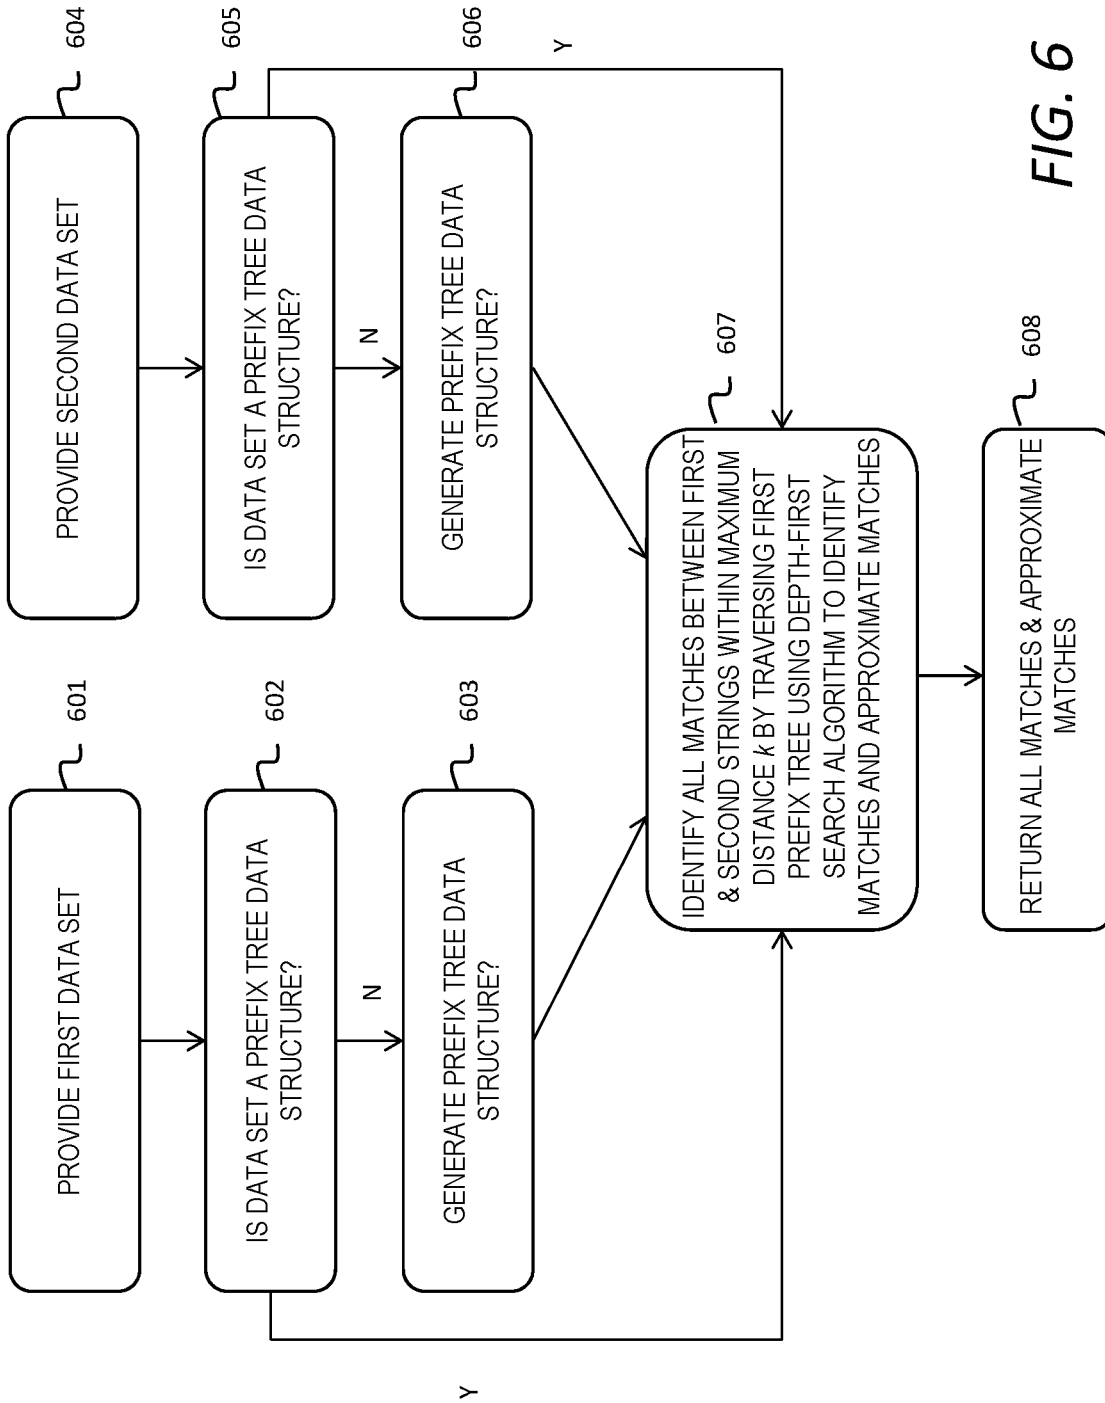 PROVIDE FIRST DATA SET
601
IS DATA SET A PREFIX TREE DATA
STRUCTURE?
602
N
Y
GENERATE PREFIX TREE DATA
STRUCTURE?
603
PROVIDE SECOND DATA SET
604
IS DATA SET A PREFIX TREE DATA
STRUCTURE?
605
N
Y
GENERATE PREFIX TREE DATA
STRUCTURE?
606
IDENTIFY ALL MATCHES BETWEEN FIRST
& SECOND STRINGS WITHIN MAXIMUM
DISTANCE k BY TRAVERSING FIRST
PREFIX TREE USING DEPTH-FIRST
SEARCH ALGORITHM TO IDENTIFY
MATCHES AND APPROXIMATE MATCHES
607
RETURN ALL MATCHES & APPROXIMATE
MATCHES
608
FIG. 6